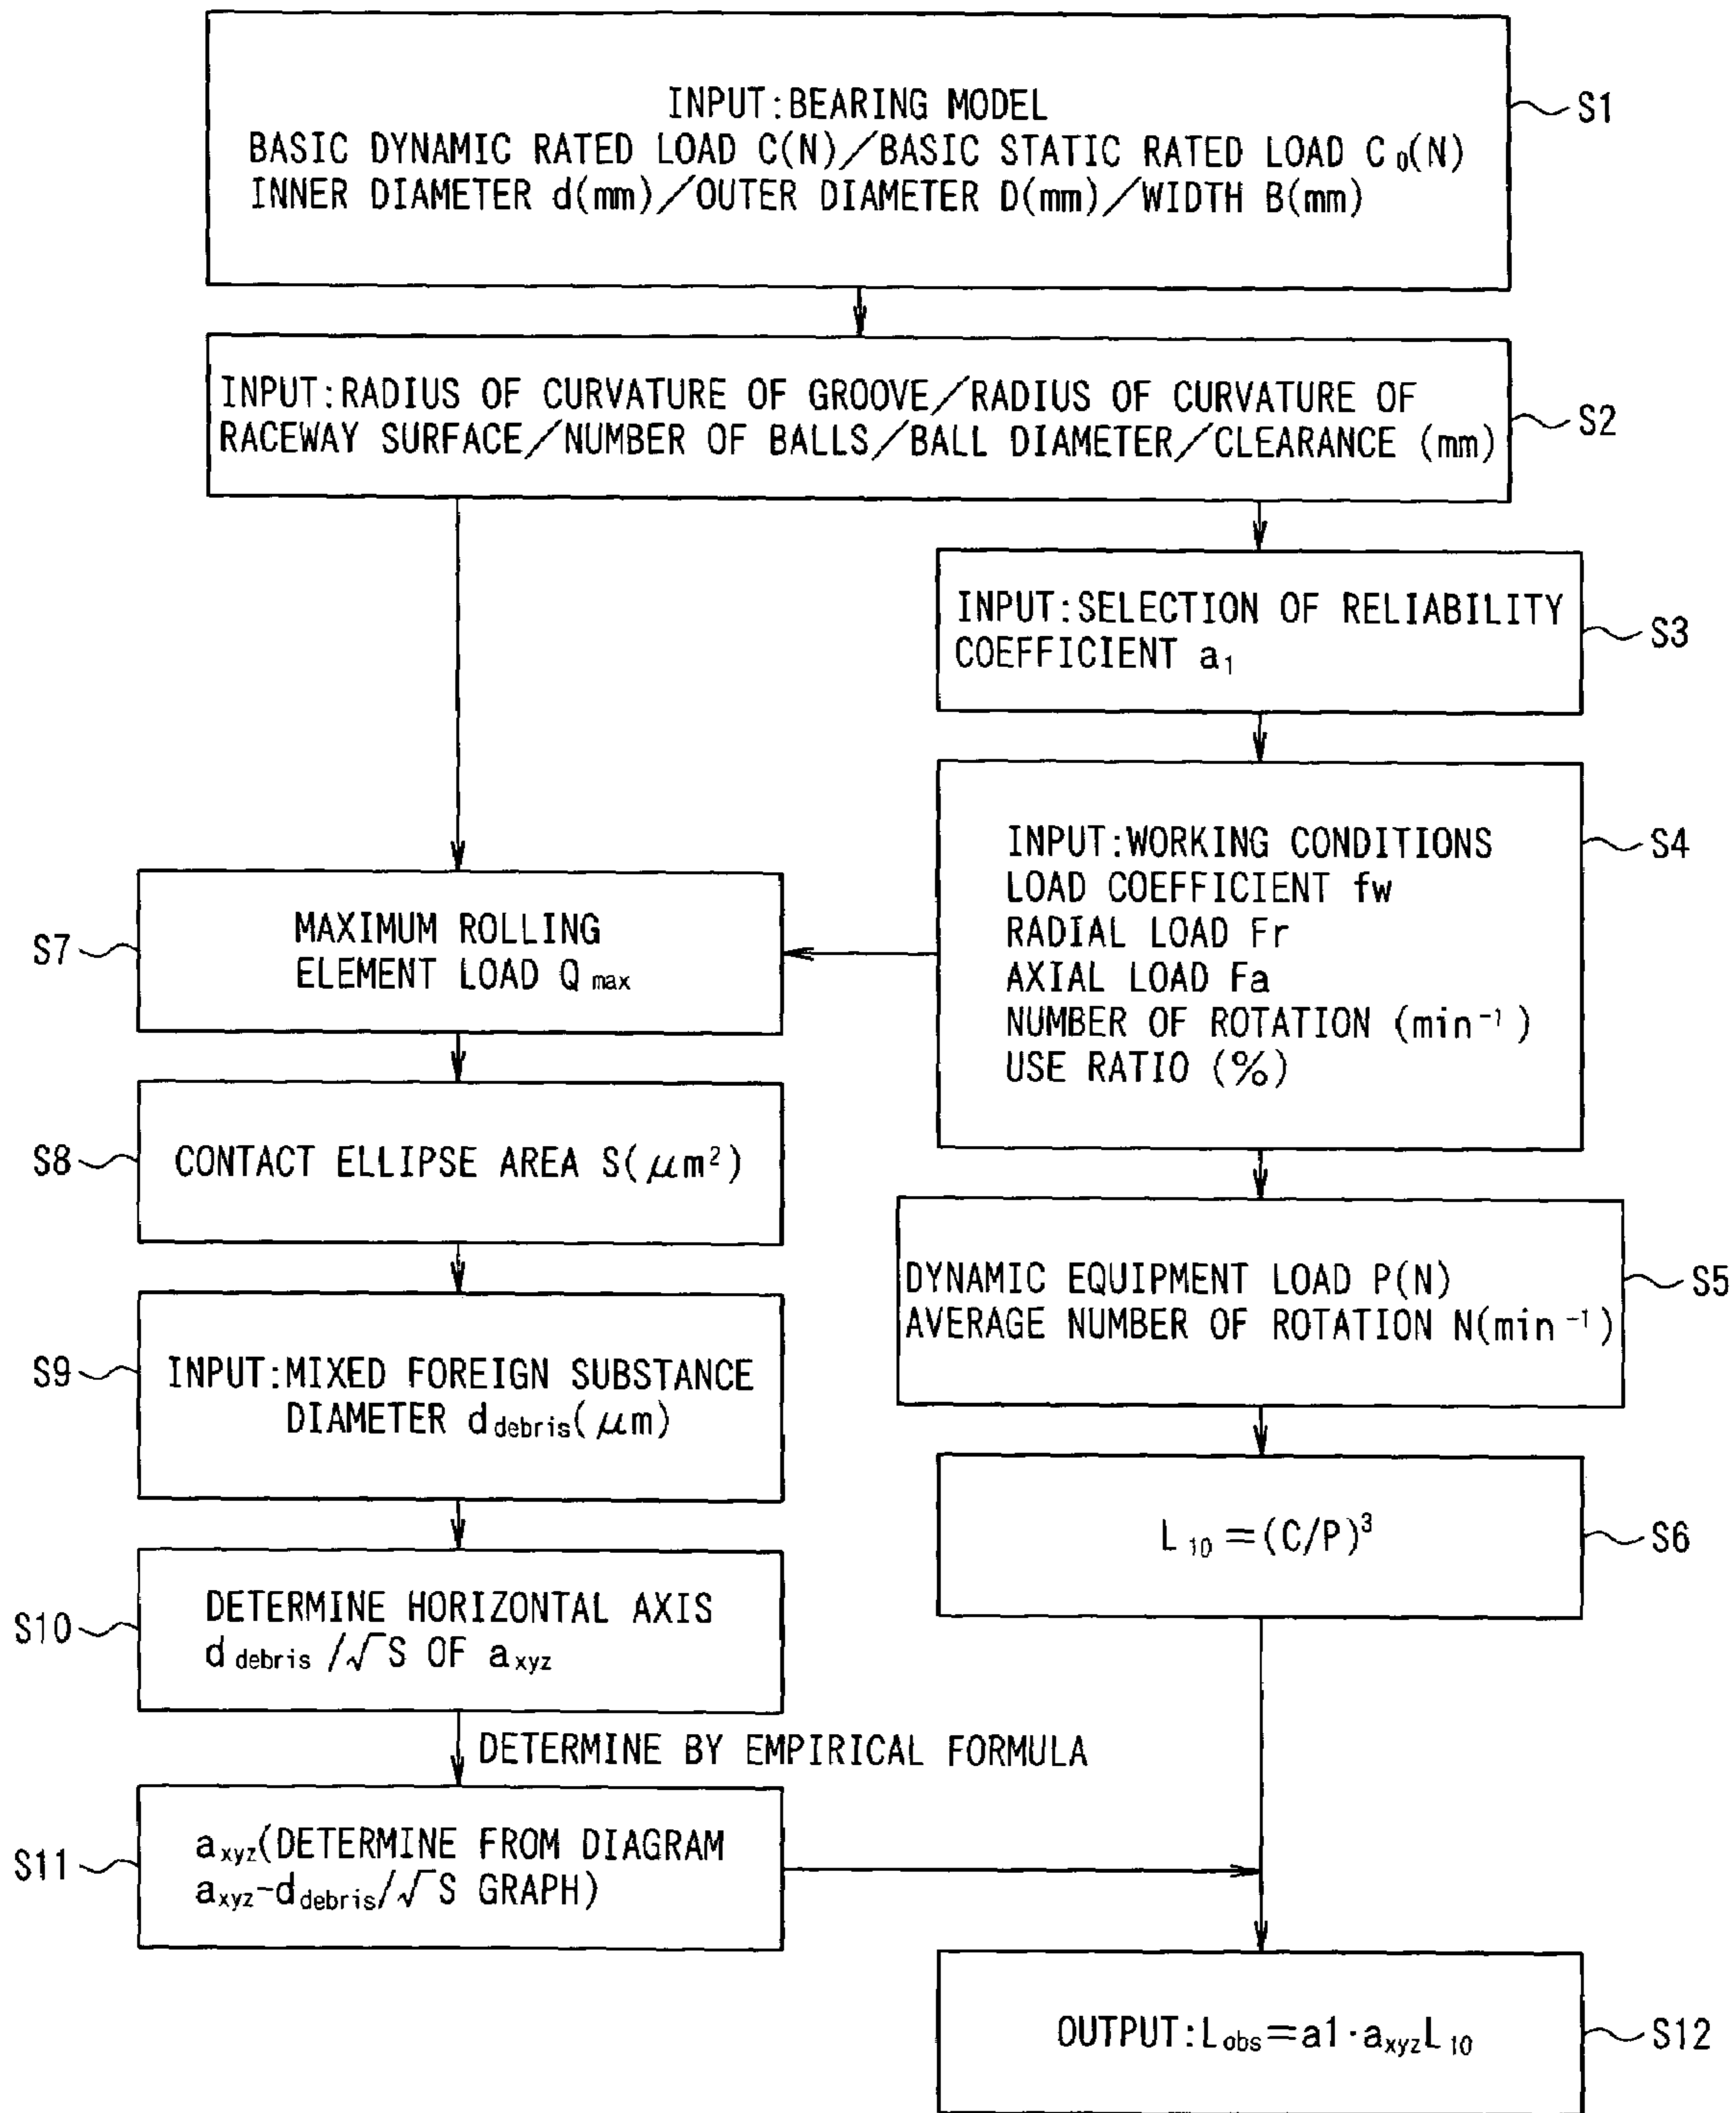 INPUT:BEARING MODEL
BASIC DYNAMIC RATED LOAD C(N)/BASIC STATIC RATED LOAD C₀(N)
INNER DIAMETER d(mm)/OUTER DIAMETER D(mm)/WIDTH B(mm)
S1
INPUT:RADIUS OF CURVATURE OF GROOVE/RADIUS OF CURVATURE OF
RACEWAY SURFACE/NUMBER OF BALLS/BALL DIAMETER/CLEARANCE (mm)
S2
INPUT:SELECTION OF RELIABILITY
COEFFICIENT a₁
S3
INPUT:WORKING CONDITIONS
LOAD COEFFICIENT fw
RADIAL LOAD Fr
AXIAL LOAD Fa
NUMBER OF ROTATION (min⁻¹)
USE RATIO (%)
S4
DYNAMIC EQUIPMENT LOAD P(N)
AVERAGE NUMBER OF ROTATION N(min⁻¹)
S5
L₁₀=(C/P)³
S6
S7
MAXIMUM ROLLING
ELEMENT LOAD Qmax
S8
CONTACT ELLIPSE AREA S(μm²)
S9
INPUT:MIXED FOREIGN SUBSTANCE
DIAMETER ddebris(μm)
S10
DETERMINE HORIZONTAL AXIS
ddebris/√S OF axyz
DETERMINE BY EMPIRICAL FORMULA
S11
axyz(DETERMINE FROM DIAGRAM
axyz-ddebris/√S GRAPH)
OUTPUT:Lobs=a1·axyzL₁₀
S12